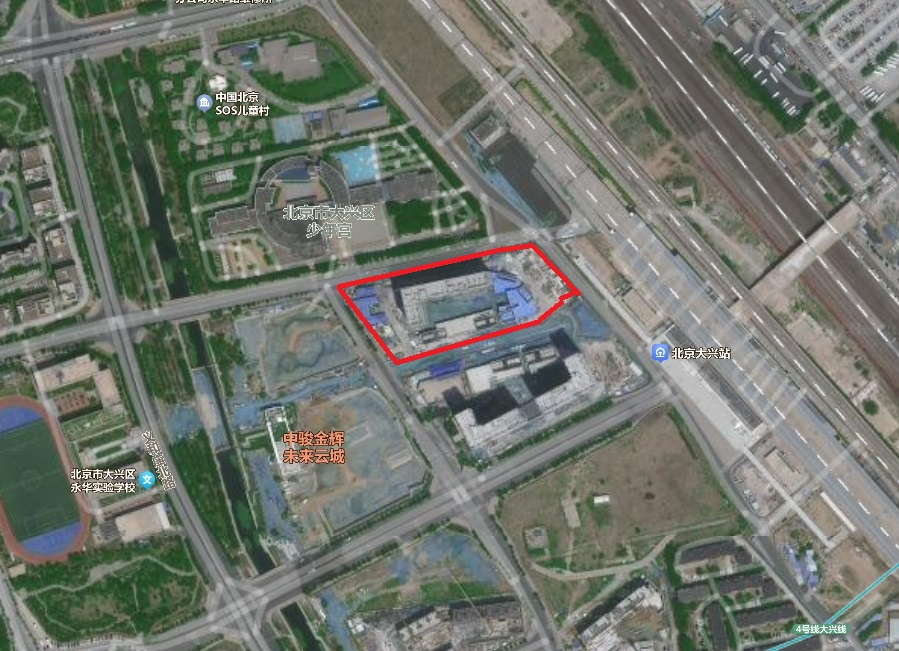 中国北京
SOS儿童村
北京市大兴区
少年宫
北京大兴站
中骏金辉
未来云城
北京市大兴区
永华实验学校
4号线大兴线